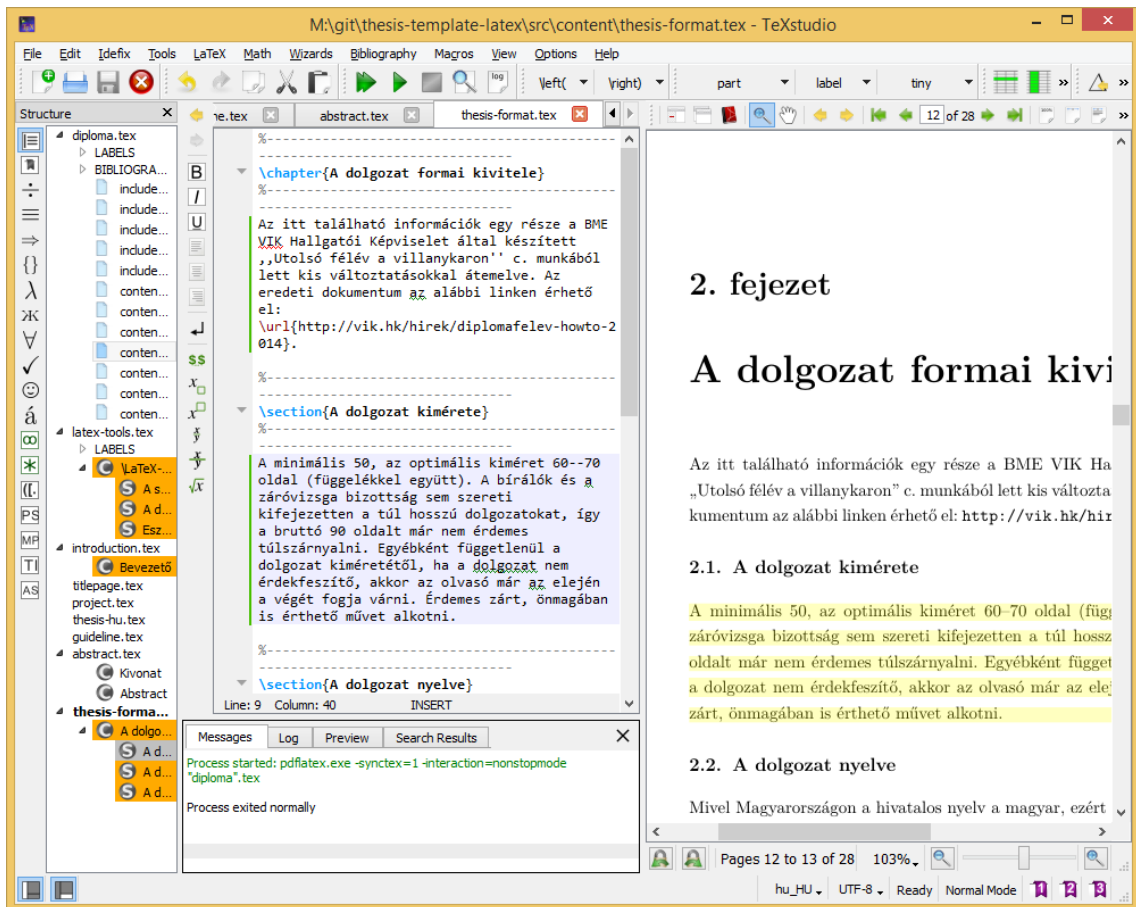 M:\git\thesis-template-latex\src\content\thesis-format.tex - TeXstudio
File Edit Idefix Tools LaTeX Math Wizards Bibliography Macros View Options Help
log \left( \right) part label tiny
Structure
diploma.tex
LABELS
BIBLIOGRA...
include...
include...
include...
include...
include...
conten...
conten...
conten...
conten...
conten...
conten...
conten...
latex-tools.tex
LABELS
\LaTeX-...
A s...
A d...
Esz...
introduction.tex
Bevezető
titlepage.tex
project.tex
thesis-hu.tex
guideline.tex
abstract.tex
Kivonat
Abstract
thesis-forma...
A dolgo...
A d...
A d...
A d...
ne.tex abstract.tex thesis-format.tex
%----------------------------------------
------------------------------
\chapter{A dolgozat formai kivitele}
%----------------------------------------
------------------------------
Az itt található információk egy része a BME
VIK Hallgatói Képviselet által készített
,,Utolsó félév a villanykaron'' c. munkából
lett kis változtatásokkal átemelve. Az
eredeti dokumentum az alábbi linken érhető
el:
\url{http://vik.hk/hirek/diplomafelev-howto-2
014}.
%----------------------------------------
------------------------------
\section{A dolgozat kimérete}
%----------------------------------------
------------------------------
A minimális 50, az optimális kiméret 60--70
oldal (függelékkel együtt). A bírálók és a
záróvizsga bizottság sem szereti
kifejezetten a túl hosszú dolgozatokat, így
a bruttó 90 oldalt már nem érdemes
túlszárnyalni. Egyébként függetlenül a
dolgozat kiméretétől, ha a dolgozat nem
érdekfeszítő, akkor az olvasó már az elején
a végét fogja várni. Érdemes zárt, önmagában
is érthető művet alkotni.
%----------------------------------------
------------------------------
\section{A dolgozat nyelve}
Line: 9 Column: 40 INSERT
Messages Log Preview Search Results
Process started: pdflatex.exe -synctex=1 -interaction=nonstopmode
"diploma".tex
Process exited normally
12 of 28
2. fejezet
A dolgozat formai kivi
Az itt található információk egy része a BME VIK Ha
„Utolsó félév a villanykaron” c. munkából lett kis változta
kumentum az alábbi linken érhető el: http://vik.hk/hir
2.1. A dolgozat kimérete
A minimális 50, az optimális kiméret 60–70 oldal (függ
záróvizsga bizottság sem szereti kifejezetten a túl hossz
oldalt már nem érdemes túlszárnyalni. Egyébként függet
a dolgozat nem érdekfeszítő, akkor az olvasó már az elej
zárt, önmagában is érthető művet alkotni.
2.2. A dolgozat nyelve
Mivel Magyarországon a hivatalos nyelv a magyar, ezért
Pages 12 to 13 of 28 103%
hu_HU UTF-8 Ready Normal Mode 1 2 3